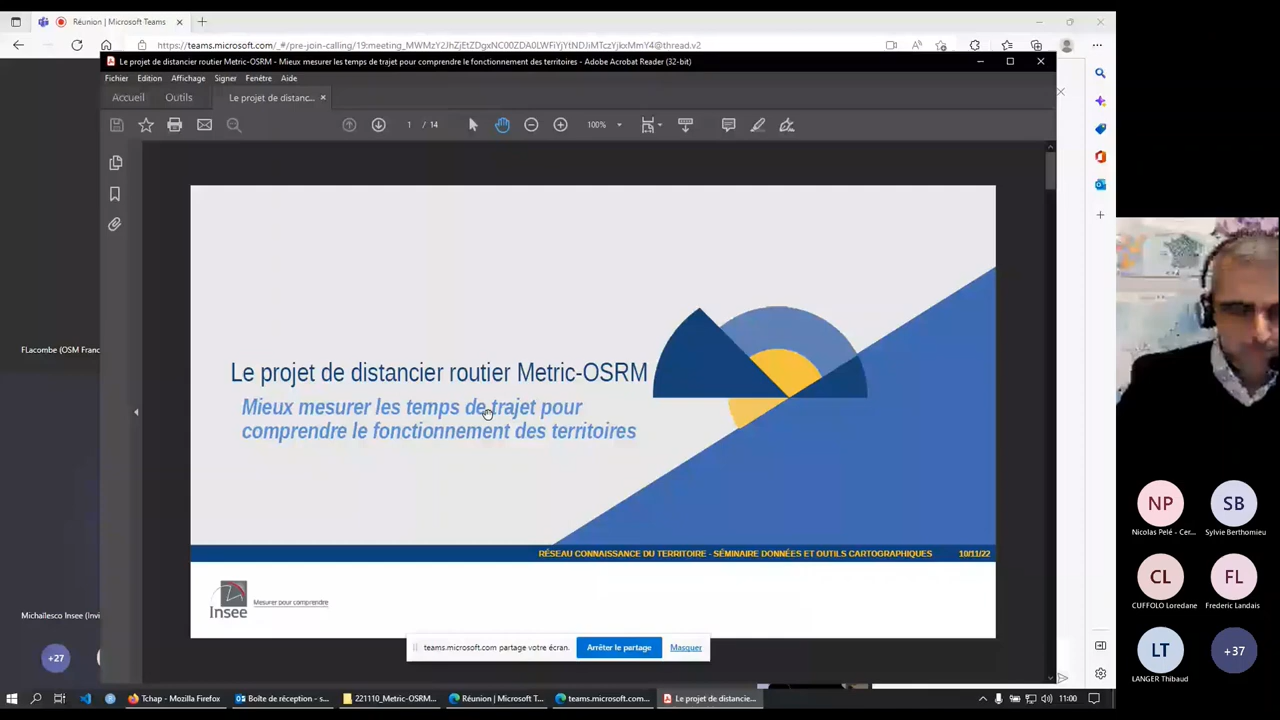 Réunion | Microsoft Teams
https://teams.microsoft.com/_#/pre-join-calling/19:meeting_MWMzY2JhZjEtZDgxNC00ZDA0LWFiYjYtNDJiMTczYjkxMmY4@thread.v2
Le projet de distancier routier Metric-OSRM - Mieux mesurer les temps de trajet pour comprendre le fonctionnement des territoires - Adobe Acrobat Reader (32-bit)
Fichier Edition Affichage Signer Fenêtre Aide
Accueil Outils Le projet de distanc...
1 / 14 100%
Le projet de distancier routier Metric-OSRM
Mieux mesurer les temps de trajet pour
comprendre le fonctionnement des territoires
RÉSEAU CONNAISSANCE DU TERRITOIRE - SÉMINAIRE DONNÉES ET OUTILS CARTOGRAPHIQUES 10/11/22
Insee
Mesurer pour comprendre
FLacombe (OSM Franc
Michaïlesco Insee (Invi
+27
teams.microsoft.com partage votre écran. Arrêter le partage Masquer
NP SB
Nicolas Pelé - Cer... Sylvie Berthomieu
CL FL
CUFFOLO Loredane Frederic Landais
LT +37
LANGER Thibaud
Tchap - Mozilla Firefox Boîte de réception - s... 221110_Metric-OSRM... Réunion | Microsoft T... teams.microsoft.com... Le projet de distancie... 11:00